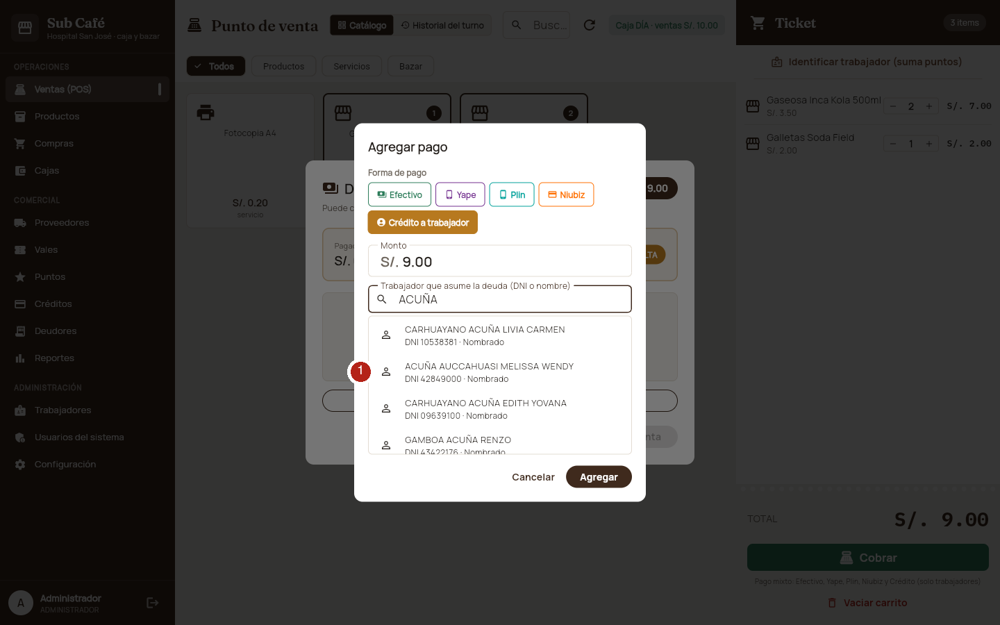 Sub Café
Hospital San José · caja y bazar
OPERACIONES
Ventas (POS)
Productos
Compras
Cajas
COMERCIAL
Proveedores
Vales
Puntos
Créditos
Deudores
Reportes
ADMINISTRACIÓN
Trabajadores
Usuarios del sistema
Configuración
A
Administrador
ADMINISTRADOR
Punto de venta
Catálogo
Historial del turno
Busc...
Caja DÍA · ventas S/. 10.00
Todos
Productos
Servicios
Bazar
Fotocopia A4
S/. 0.20
servicio
1
2
Puede
9.00
S/.
Agregar pago
Forma de pago
Efectivo
Yape
Plin
Niubiz
Crédito a trabajador
Monto
S/. 9.00
Trabajador que asume la deuda (DNI o nombre)
ACUÑA
CARHUAYANO ACUÑA LIVIA CARMEN
DNI 10538381 · Nombrado
1
ACUÑA AUCCAHUASI MELISSA WENDY
DNI 42849000 · Nombrado
CARHUAYANO ACUÑA EDITH YOVANA
DNI 09639100 · Nombrado
GAMBOA ACUÑA RENZO
DNI 43422176 · Nombrado
Cancelar
Agregar
Ticket
3 items
Identificar trabajador (suma puntos)
Gaseosa Inca Kola 500ml
S/. 3.50
− 2 +
S/. 7.00
Galletas Soda Field
S/. 2.00
− 1 +
S/. 2.00
TOTAL
S/. 9.00
Cobrar
Pago mixto: Efectivo, Yape, Plin, Niubiz y Crédito (solo trabajadores)
Vaciar carrito